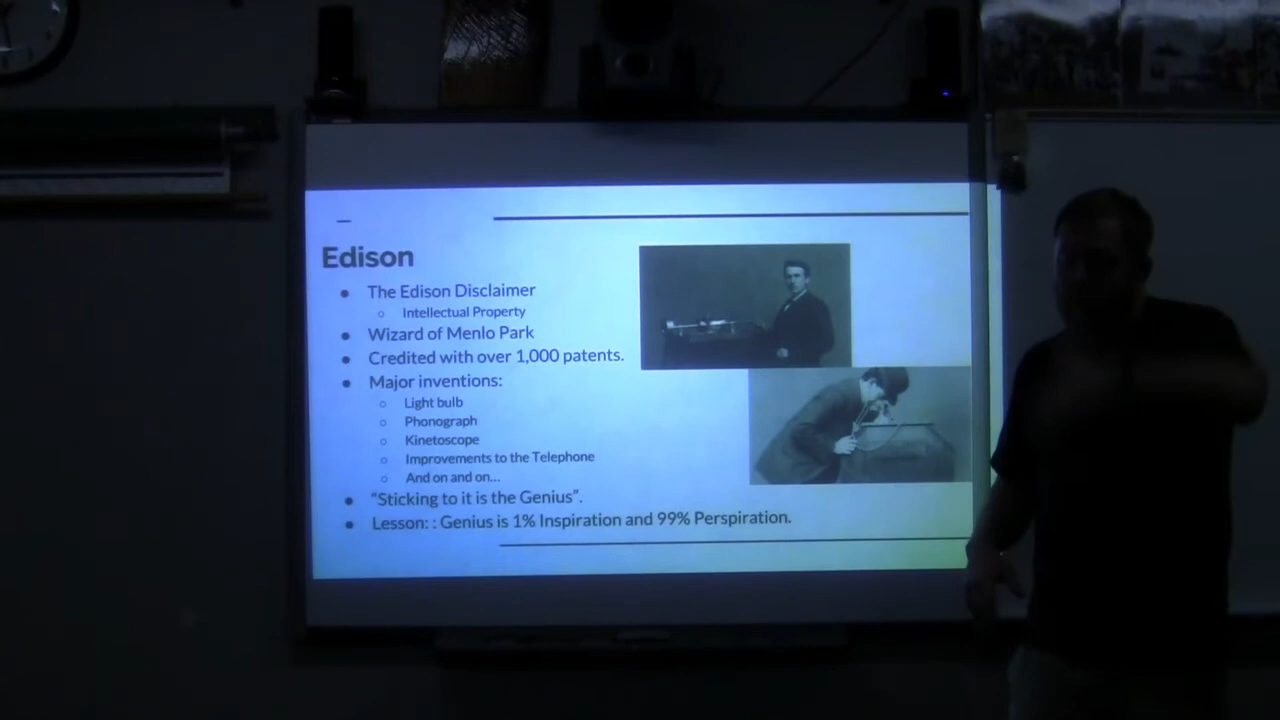 Edison
The Edison Disclaimer
Intellectual Property
Wizard of Menlo Park
Credited with over 1,000 patents.
Major inventions:
Light bulb
Phonograph
Kinetoscope
Improvements to the Telephone
And on and on...
“Sticking to it is the Genius”.
Lesson: : Genius is 1% Inspiration and 99% Perspiration.